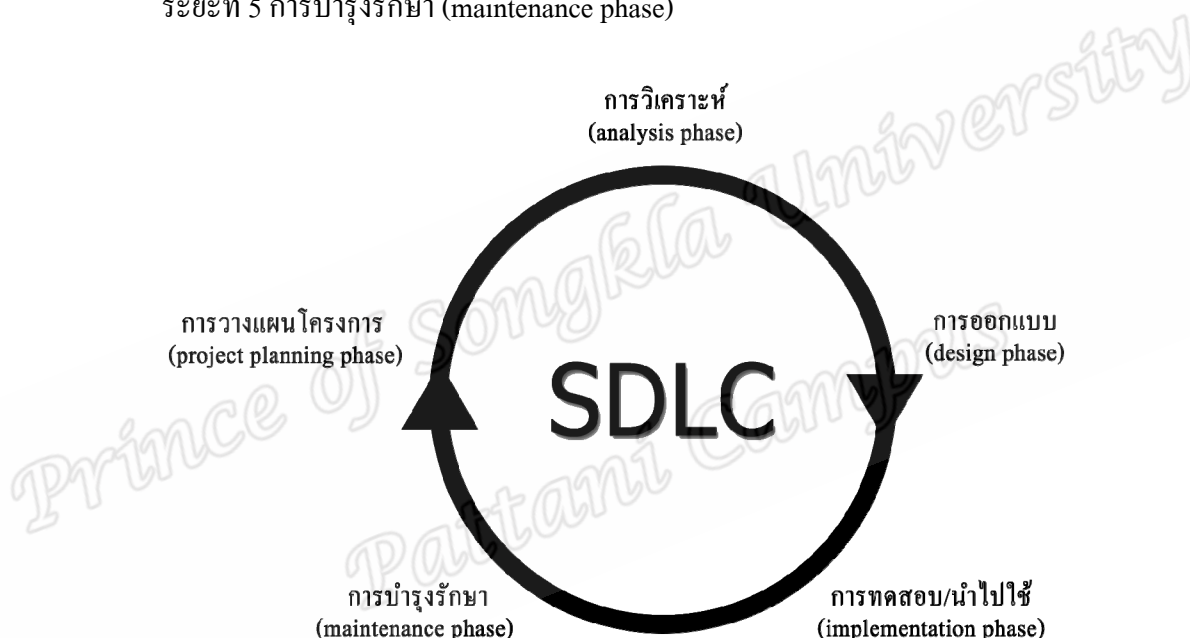 ระยะที่ 5 การบำรุงรักษา (maintenance phase)
การวิเคราะห์
(analysis phase)
การวางแผนโครงการ
(project planning phase)
การออกแบบ
(design phase)
SDLC
การบำรุงรักษา
(maintenance phase)
การทดสอบ/นำไปใช้
(implementation phase)
Prince of Songkla University
Pattani Campus